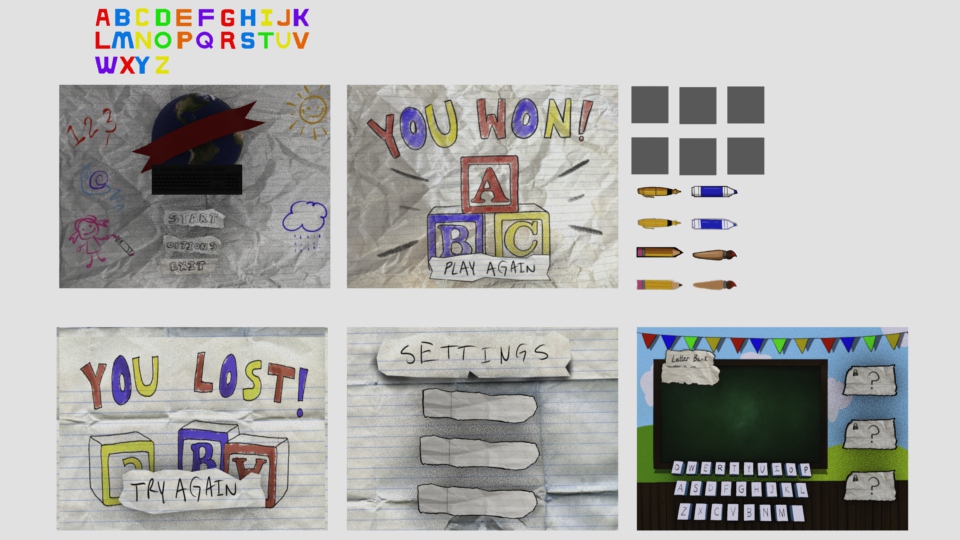 ABCDEFGHIJK
LMNOPQRSTUV
WXYZ
123
START
OPTIONS
EXIT
YOU WON!
A
B C
PLAY AGAIN
YOU LOST!
B
TRY AGAIN
SETTINGS
Letter Bank
?
?
?
QWERTYUIOP
ASDFGHJKL
ZXCVBNM